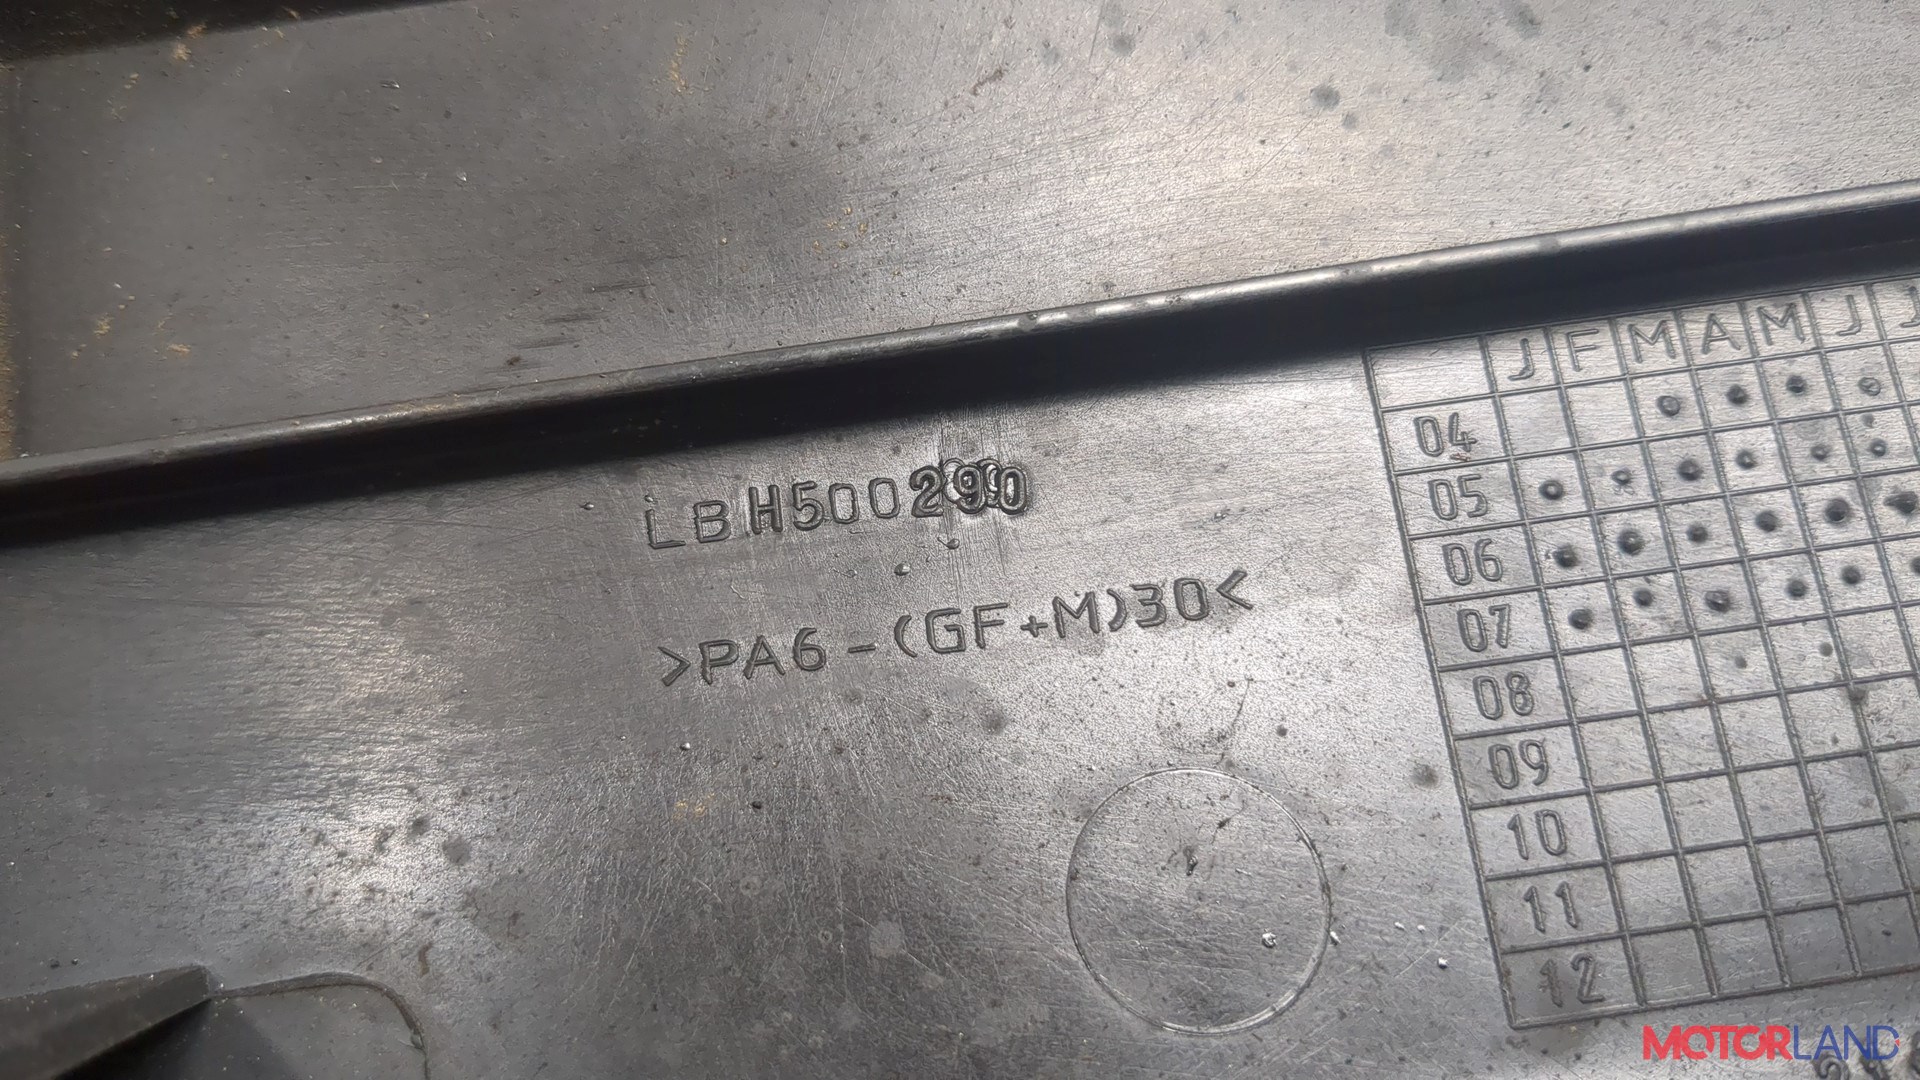 LBH500290
>PA6-(GF+M)30<
J F M A M J J
04
05
06
07
08
09
10
11
12
MOTORLAND